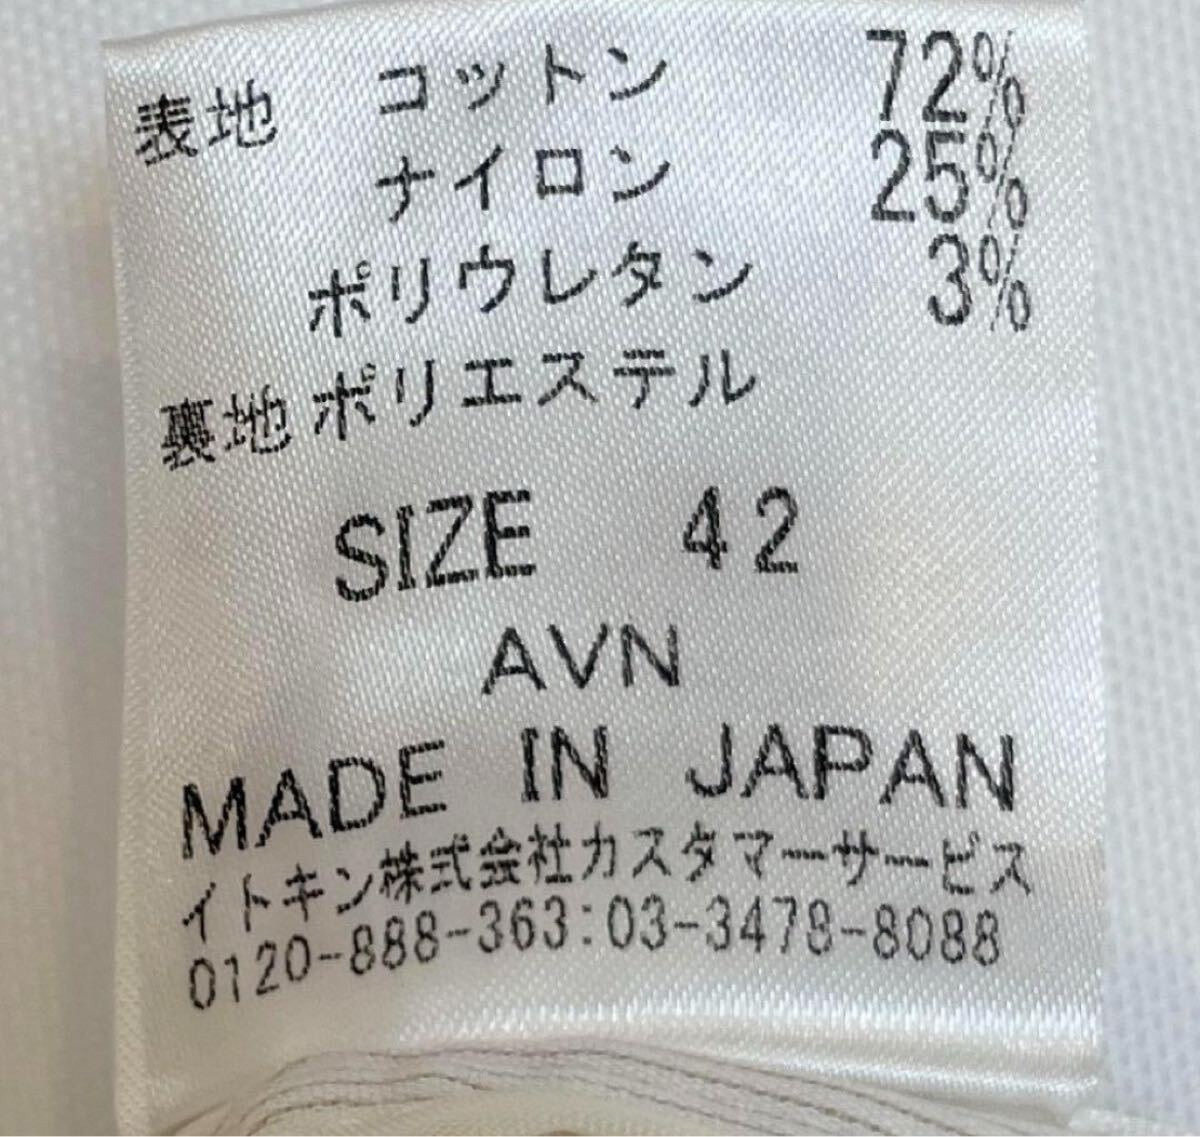 表地 コットン 72%
ナイロン 25%
ポリウレタン 3%
裏地 ポリエステル
SIZE 42
AVN
MADE IN JAPAN
イトキン株式会社カスタマーサービス
0120-888-363:03-3478-8088